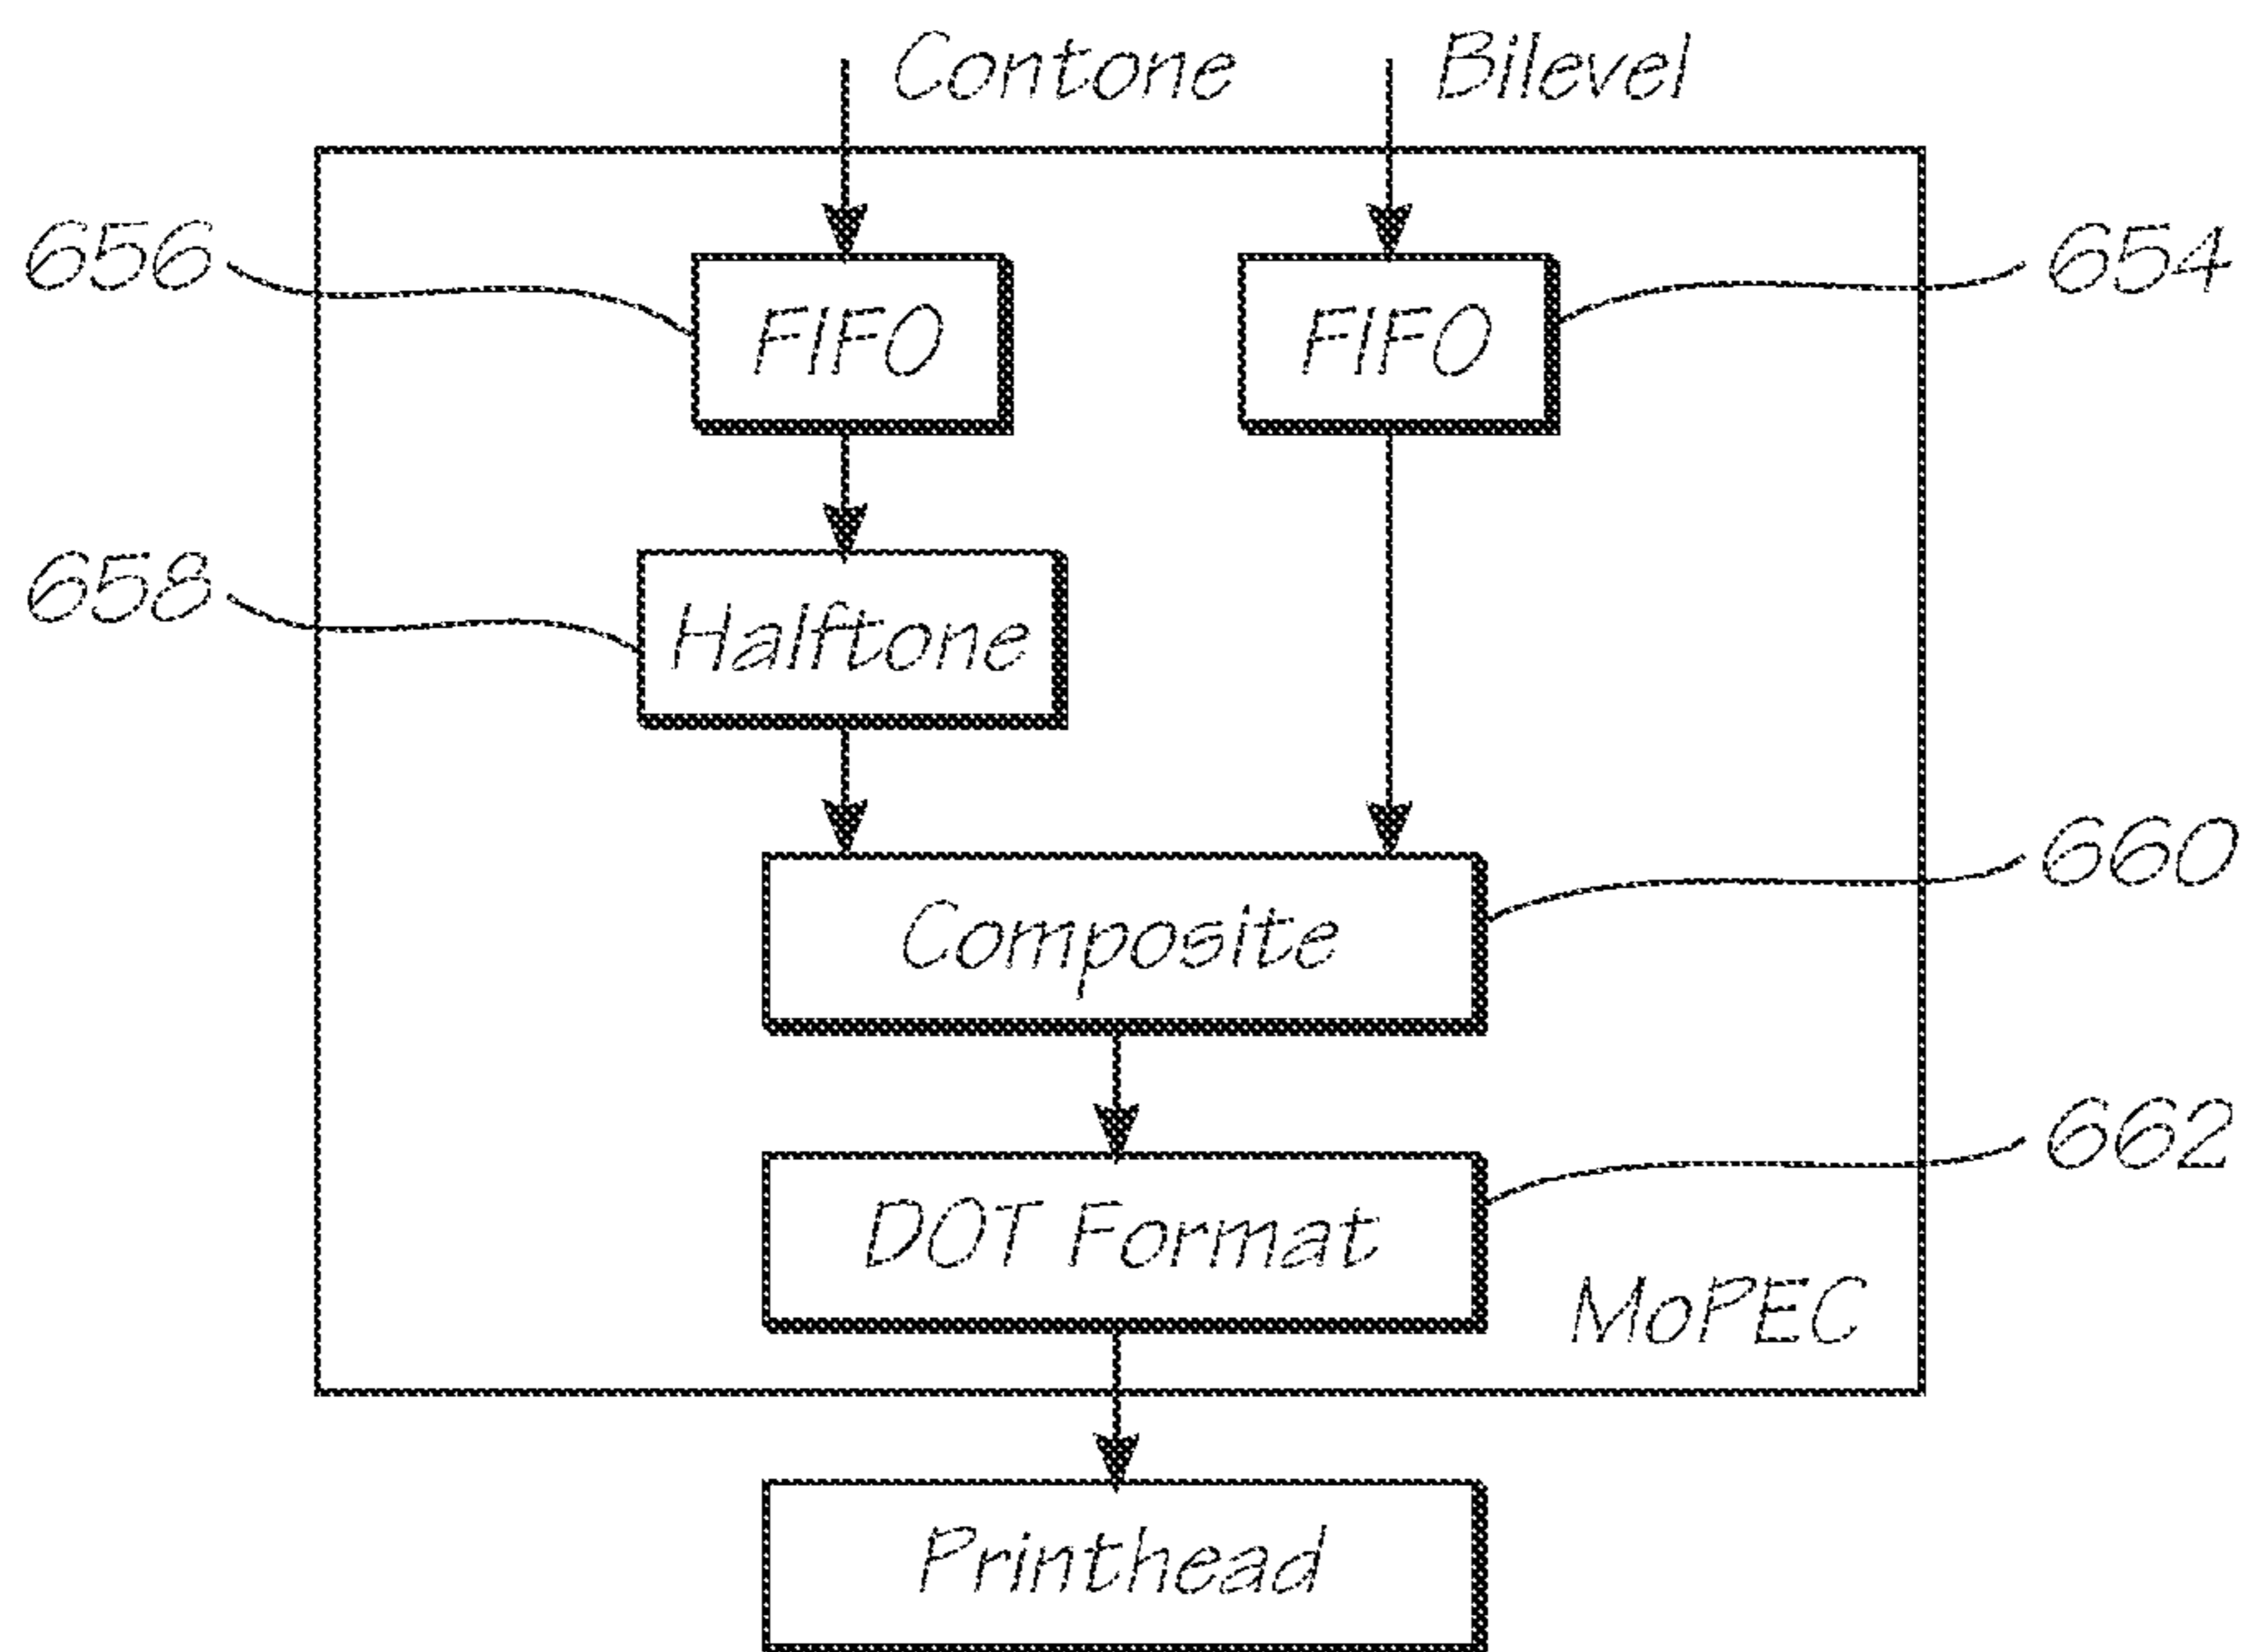 Contone Bilevel
656 FIFO FIFO 654
658 Halftone
Composite 660
DOT Format 662
MoPEC
Printhead